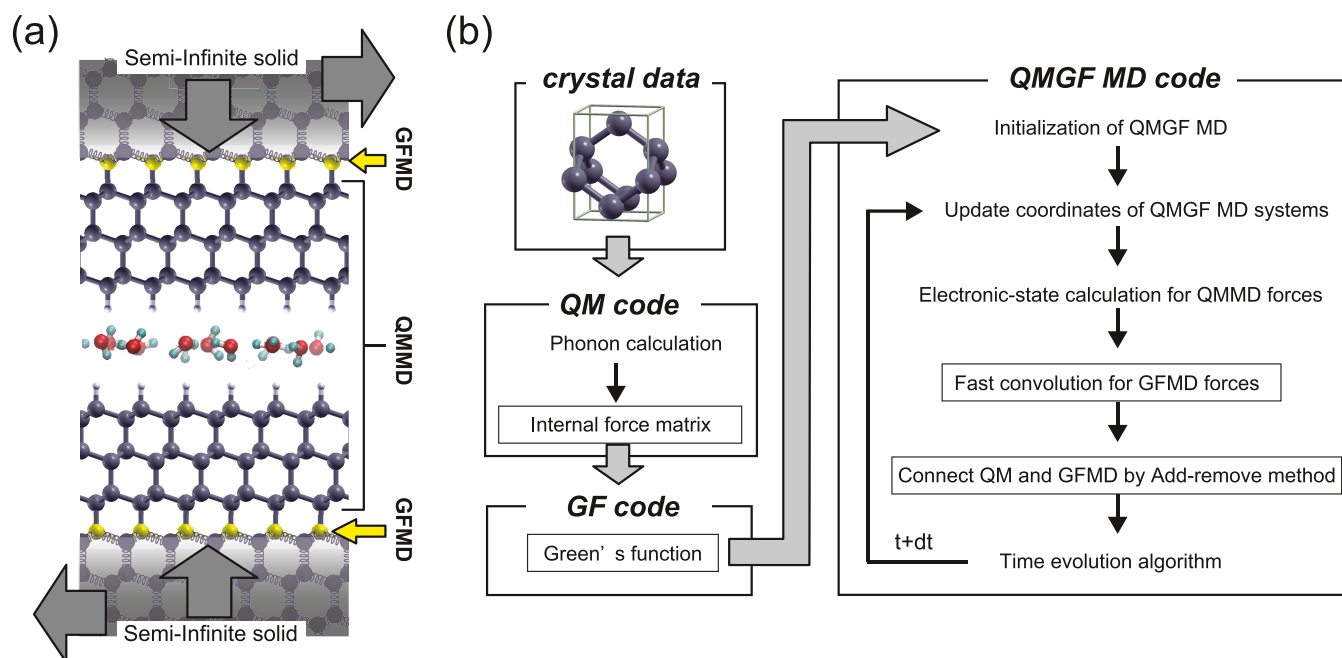 (a)
Semi-Infinite solid
GFMD
QMMD
GFMD
Semi-Infinite solid
(b)
crystal data
QM code
Phonon calculation
Internal force matrix
GF code
Green’ s function
QMGF MD code
Initialization of QMGF MD
Update coordinates of QMGF MD systems
Electronic-state calculation for QMMD forces
Fast convolution for GFMD forces
Connect QM and GFMD by Add-remove method
t+dt
Time evolution algorithm